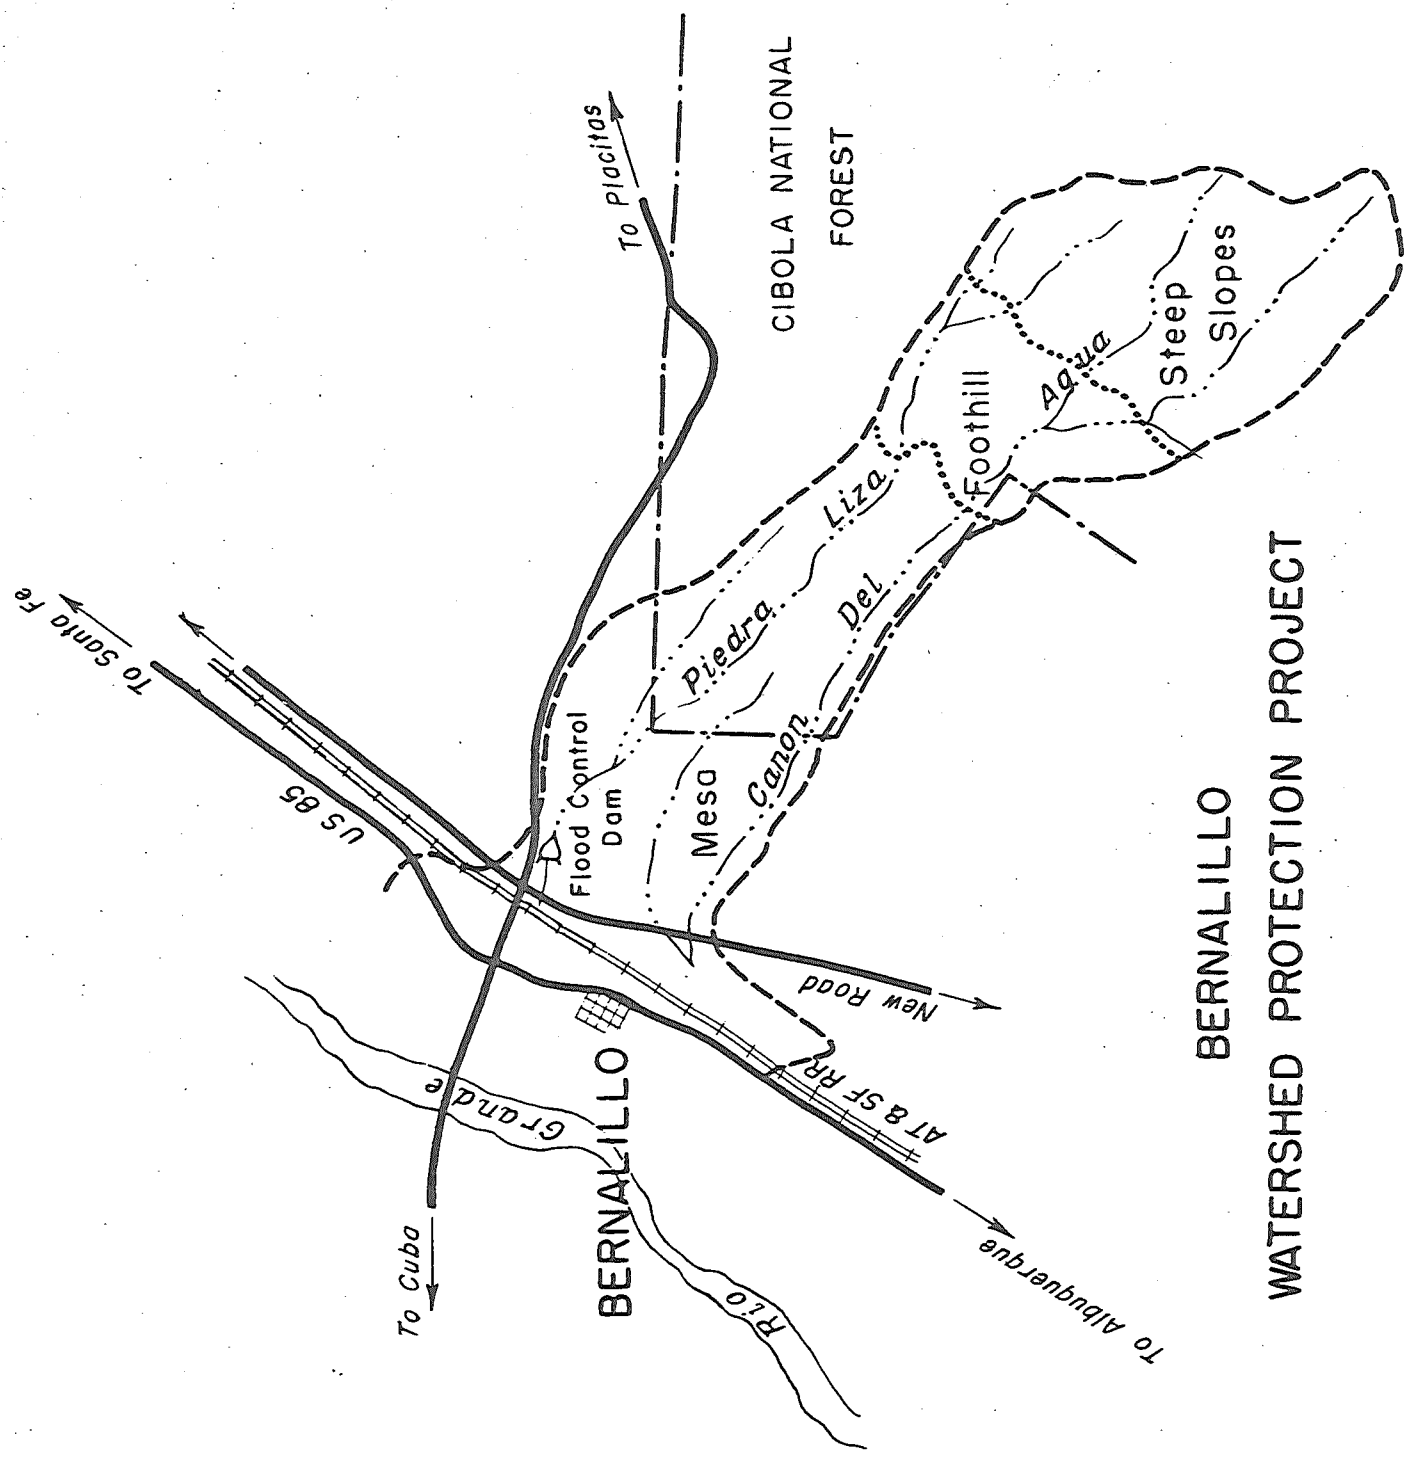 To Santa Fe
US 85
To Placitas
CIBOLA NATIONAL
FOREST
Flood Control
Dam
Mesa
Piedra Liza
Canon Del Agua
Foothill
Steep
Slopes
New Road
AT & SF RR
To Cuba
Rio Grande
BERNALILLO
To Albuquerque
BERNALILLO
WATERSHED PROTECTION PROJECT